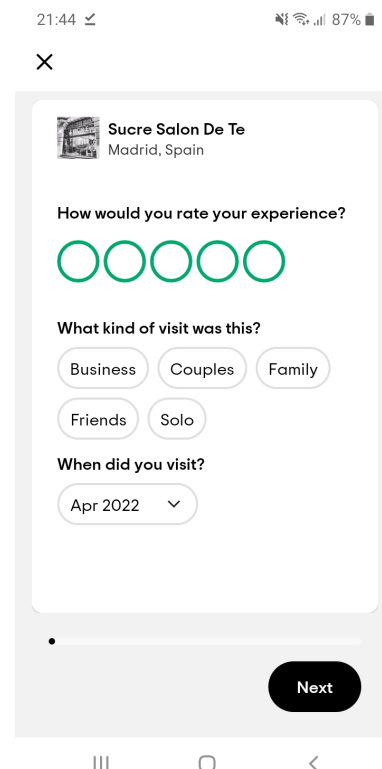 21:44
87%
Sucre Salon De Te
Madrid, Spain
How would you rate your experience?
What kind of visit was this?
Business
Couples
Family
Friends
Solo
When did you visit?
Apr 2022
Next